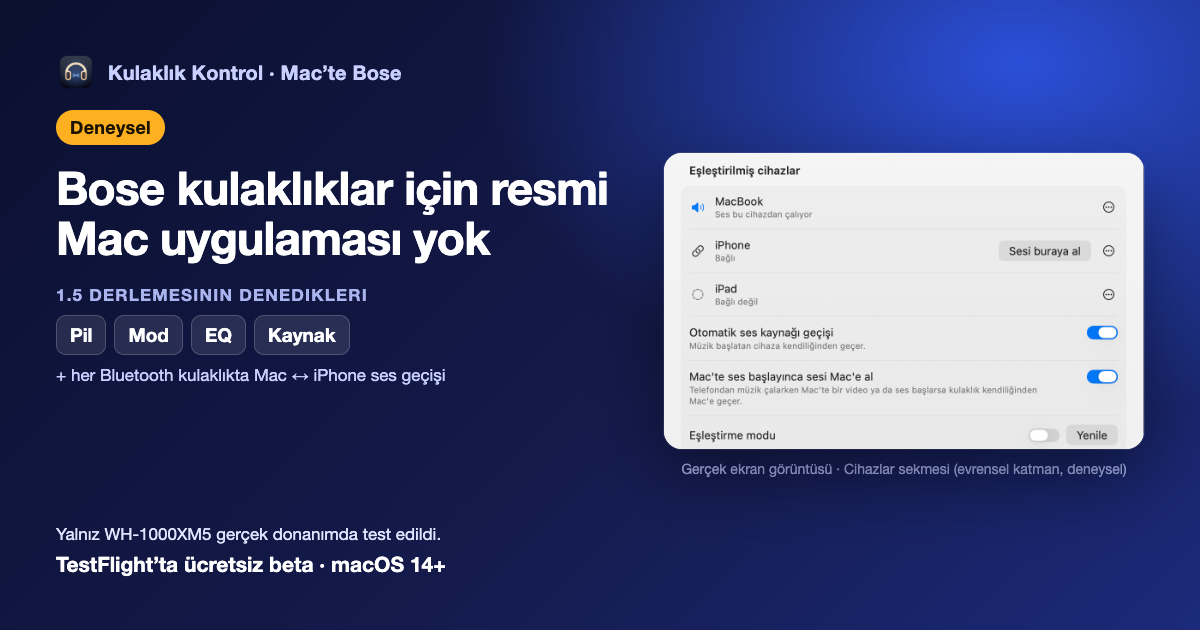 Kulaklık Kontrol · Mac’te Bose
Deneysel
Bose kulaklıklar için resmi
Mac uygulaması yok
1.5 DERLEMESININ DENEDIKLERI
Pil
Mod
EQ
Kaynak
+ her Bluetooth kulaklıkta Mac ↔ iPhone ses geçişi
Yalnız WH-1000XM5 gerçek donanımda test edildi.
TestFlight’ta ücretsiz beta · macOS 14+
Eşleştirilmiş cihazlar
MacBook
Ses bu cihazdan çalıyor
iPhone
Bağlı
Sesi buraya al
iPad
Bağlı değil
Otomatik ses kaynağı geçişi
Müzik başlatan cihaza kendiliğinden geçer.
Mac'te ses başlayınca sesi Mac'e al
Telefondan müzik çalarken Mac'te bir video ya da ses başlarsa kulaklık kendiliğinden
Mac'e geçer.
Eşleştirme modu
Yenile
Gerçek ekran görüntüsü · Cihazlar sekmesi (evrensel katman, deneysel)